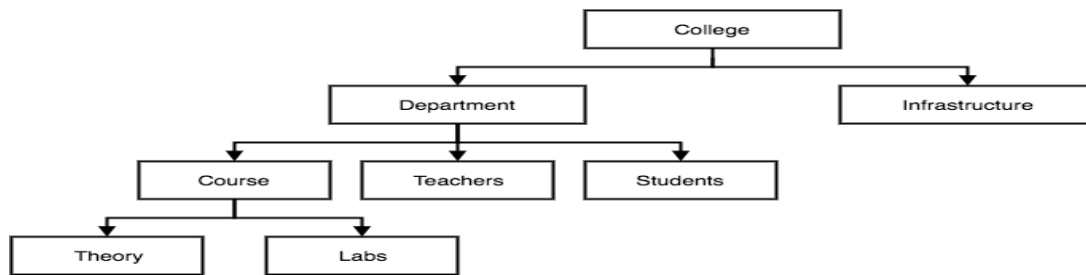 College
Department
Infrastructure
Course
Teachers
Students
Theory
Labs